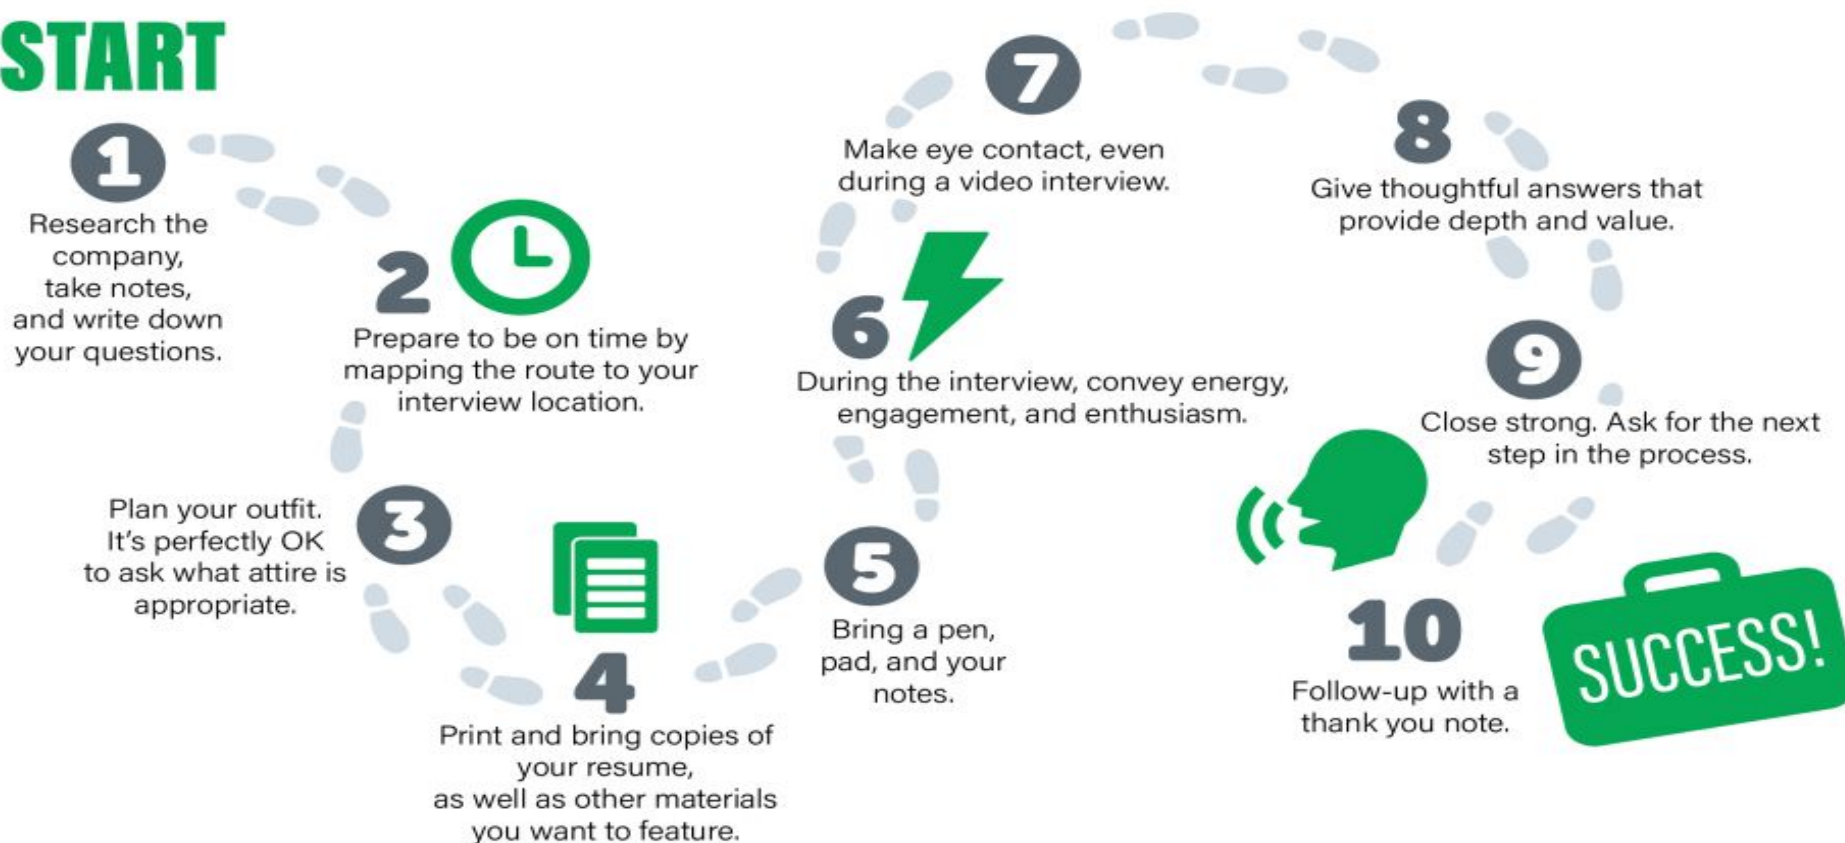 START
1
Research the
company,
take notes,
and write down
your questions.
2
Prepare to be on time by
mapping the route to your
interview location.
3
Plan your outfit.
It's perfectly OK
to ask what attire is
appropriate.
4
Print and bring copies of
your resume,
as well as other materials
you want to feature.
5
Bring a pen,
pad, and your
notes.
6
During the interview, convey energy,
engagement, and enthusiasm.
7
Make eye contact, even
during a video interview.
8
Give thoughtful answers that
provide depth and value.
9
Close strong. Ask for the next
step in the process.
10
Follow-up with a
thank you note.
SUCCESS!